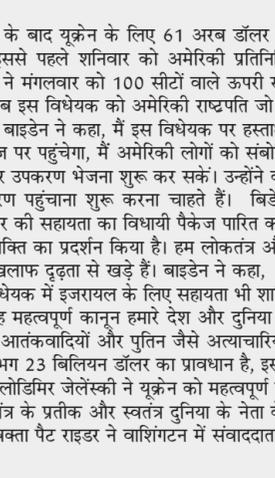 के बाद यूक्रेन के लिए 61 अरब डॉलर
ससे पहले शनिवार को अमेरिकी प्रतिनि
ने मंगलवार को 100 सीटों वाले ऊपरी
ब इस विधेयक को अमेरिकी राष्टपति जो
बाइडेन ने कहा, मैं इस विधेयक पर हस्ता
ज पर पहुंचेगा, मैं अमेरिकी लोगों को संबो
र उपकरण भेजना शुरू कर सकें। उन्होंने
रण पहुंचाना शुरू करना चाहते हैं। बिडे
र की सहायता का विधायी पैकेज पारित क
क्ति का प्रदर्शन किया है। हम लोकतंत्र औ
खलाफ दृढ़ता से खड़े हैं। बाइडेन ने कहा,
धेयक में इजरायल के लिए सहायता भी शा
ह महत्वपूर्ण कानून हमारे देश और दुनिया
आतंकवादियों और पुतिन जैसे अत्याचारि
भग 23 बिलियन डॉलर का प्रावधान है, इस
लोडिमिर जेलेंस्की ने यूक्रेन को महत्वपूर्ण
त्र के प्रतीक और स्वतंत्र दुनिया के नेता
क्ता पैट राइडर ने वाशिंगटन में संवाददात